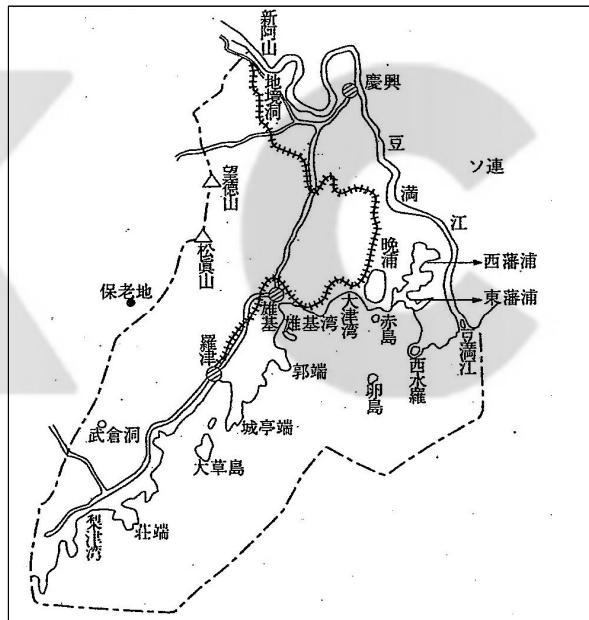 新阿山
地境洞
慶興
豆満江
ソ連
望德山
松眞山
保老地
晩浦
西藩浦
東藩浦
雄基
雄基湾
大津湾
赤島
卵島
西水羅
豆満江
羅津
郭端
城亭端
大草島
武倉洞
梨津湾
荘端